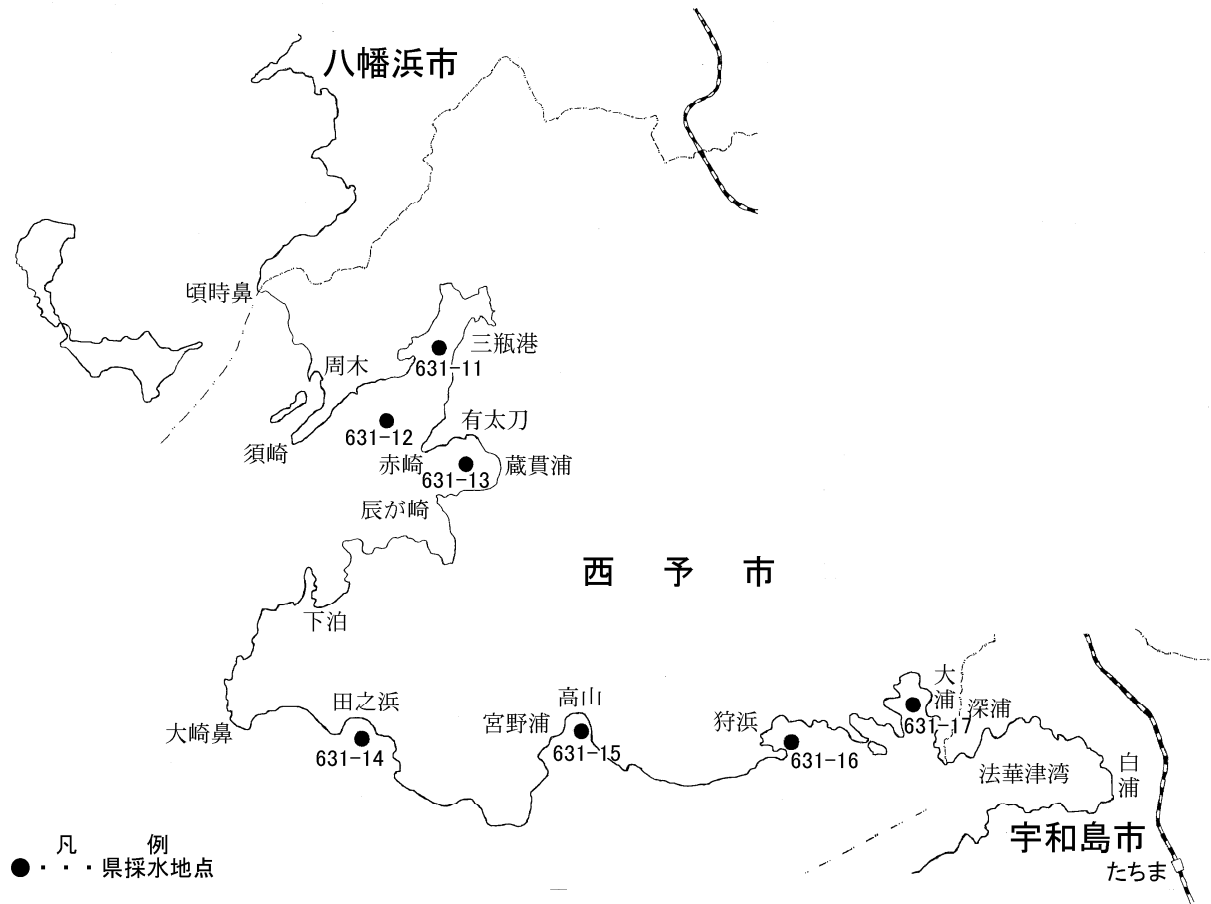 八幡浜市
頃時鼻
三瓶港
周木
631-11
有太刀
631-12
須崎
赤崎
蔵貫浦
631-13
辰が崎
西予市
下泊
大浦
高山
田之浜
深浦
狩浜
宮野浦
大崎鼻
631-17
631-14
631-15
631-16
法華津湾
白浦
宇和島市
たちま
凡例
●・・・県採水地点